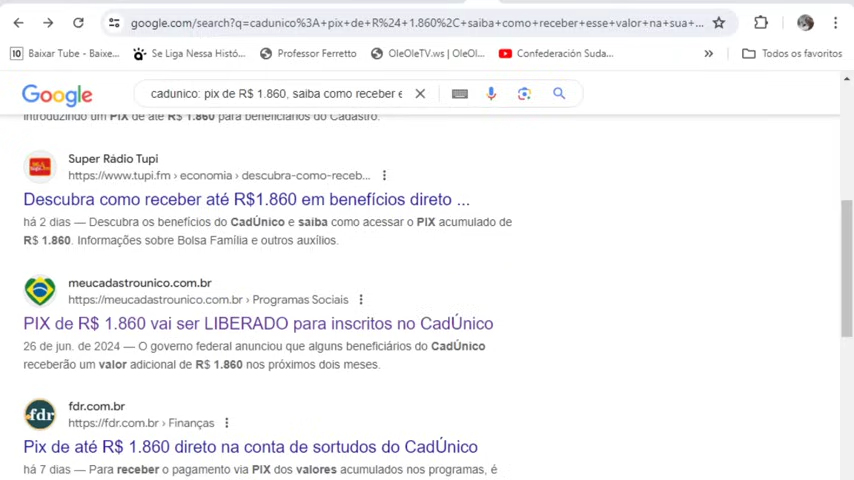 google.com/search?q=cadunico%3A+pix+de+R%24+1.860%2C+saiba+como+receber+esse+valor+na+sua+...
10 Baixar Tube - Baixe... Se Liga Nessa Histó... Professor Ferretto OleOleTV.ws | OleOl... Confederación Suda... » Todos os favoritos
Google cadunico: pix de R$ 1.860, saiba como receber e
introduzindo um PIX de até R$ 1.860 para beneficiários do Cadastro.
Super Rádio Tupi
https://www.tupi.fm › economia › descubra-como-receb...
Descubra como receber até R$1.860 em benefícios direto ...
há 2 dias — Descubra os benefícios do CadÚnico e saiba como acessar o PIX acumulado de
R$ 1.860. Informações sobre Bolsa Família e outros auxílios.
meucadastrounico.com.br
https://meucadastrounico.com.br › Programas Sociais
PIX de R$ 1.860 vai ser LIBERADO para inscritos no CadÚnico
26 de jun. de 2024 — O governo federal anunciou que alguns beneficiários do CadÚnico
receberão um valor adicional de R$ 1.860 nos próximos dois meses.
fdr
fdr.com.br
https://fdr.com.br › Finanças
Pix de até R$ 1.860 direto na conta de sortudos do CadÚnico
há 7 dias — Para receber o pagamento via PIX dos valores acumulados nos programas, é